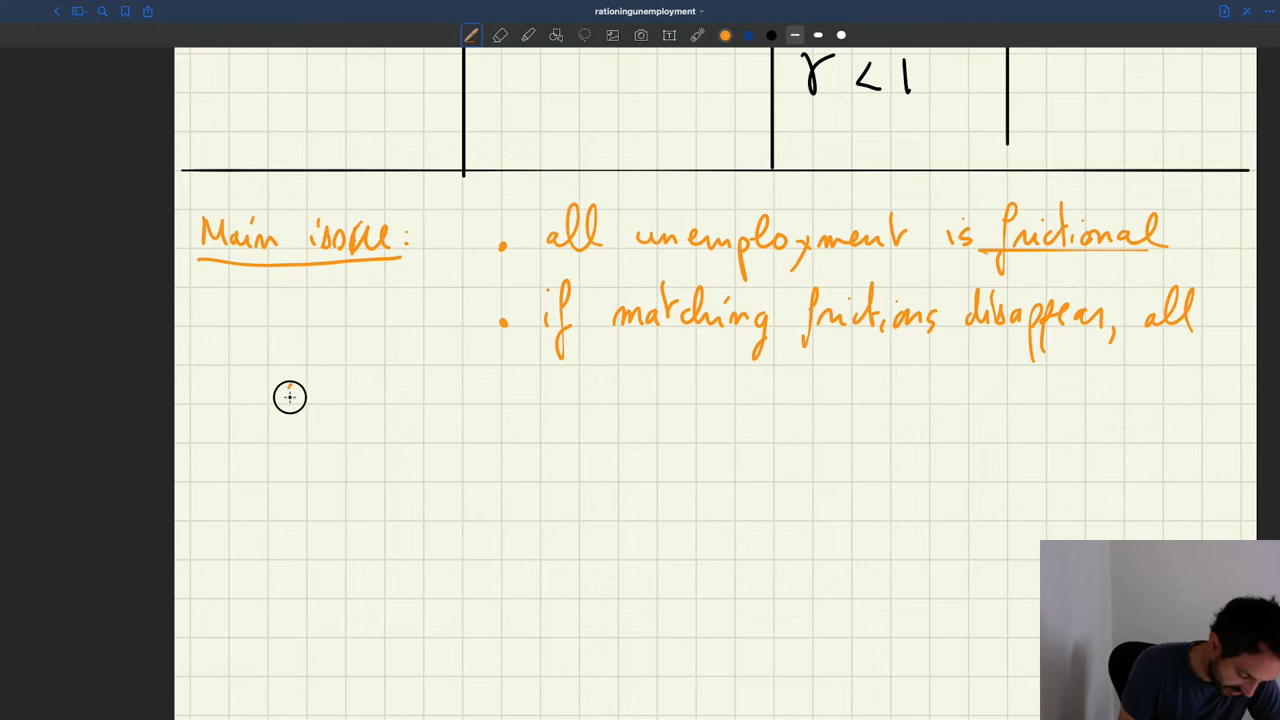 rationingunemployment
γ < 1
Main issue: • all unemployment is frictional
• if matching frictions disappear, all